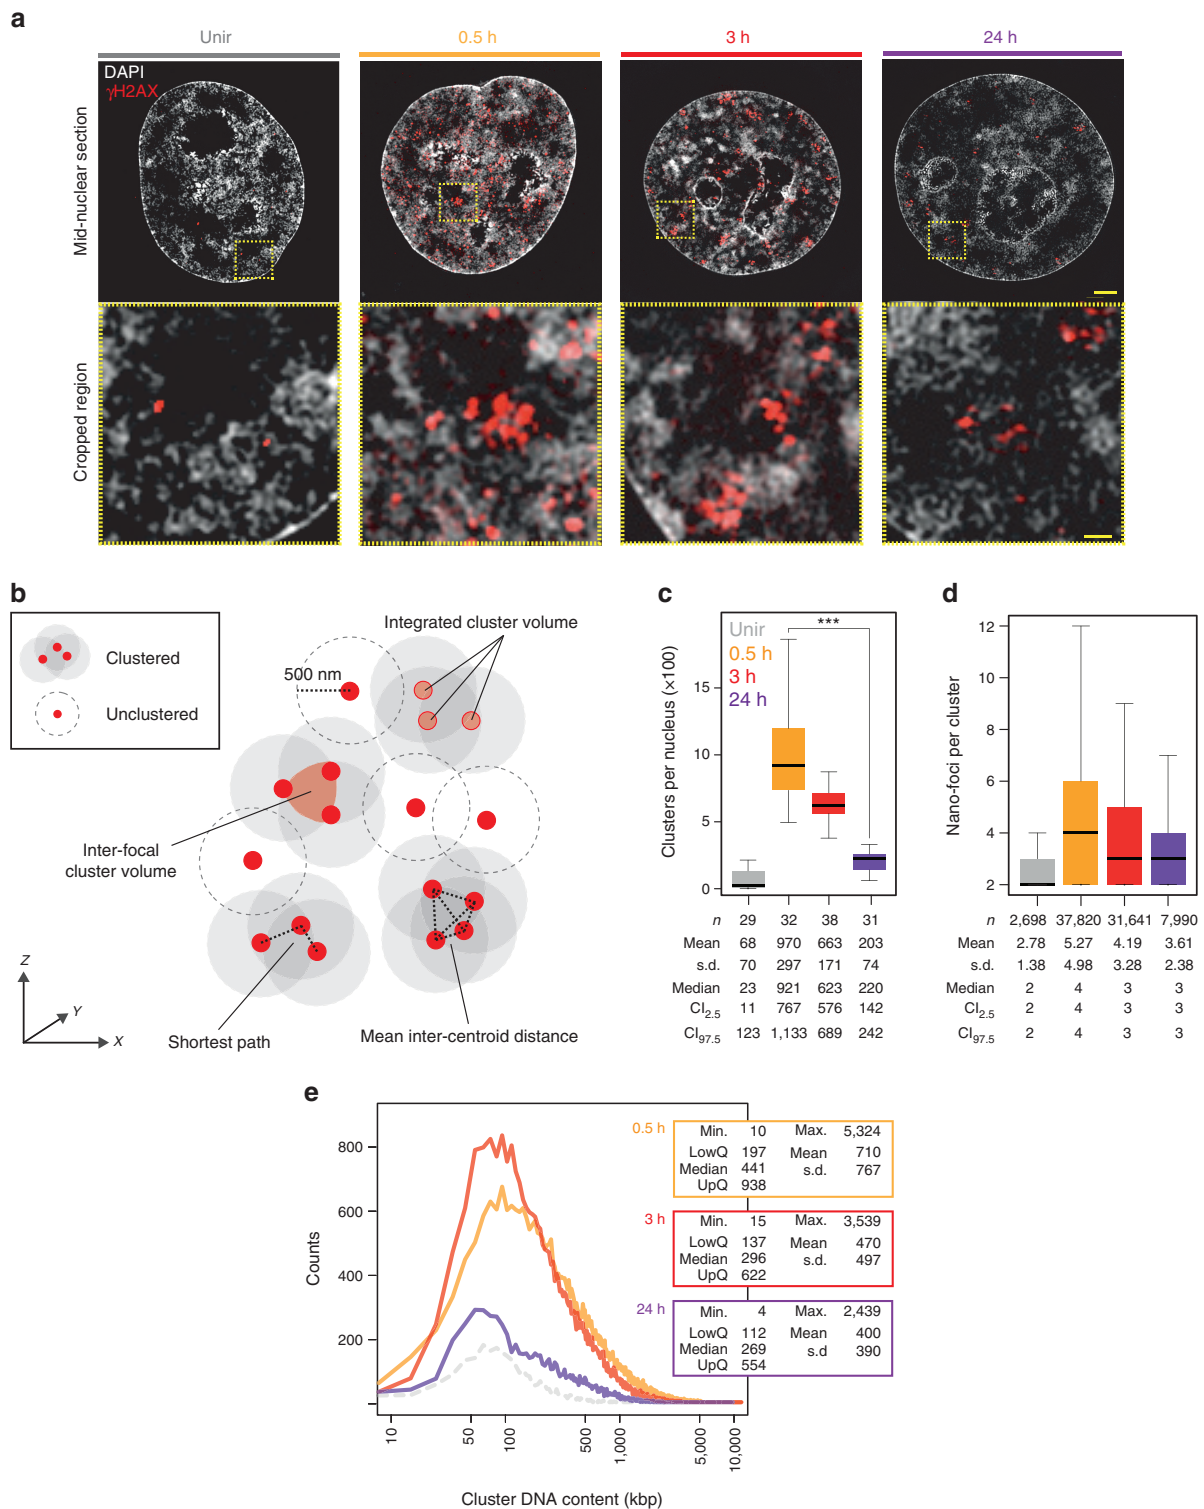 a
Unir 0.5 h 3 h 24 h
DAPI
γH2AX
Mid-nuclear section
Cropped region
b
Clustered
Unclustered
500 nm
Integrated cluster volume
Inter-focal
cluster volume
Shortest path
Mean inter-centroid distance
Z
Y
X
c
Clusters per nucleus (×100)
15
10
5
0
Unir
0.5 h
3 h
24 h
***
n 29 32 38 31
Mean 68 970 663 203
s.d. 70 297 171 74
Median 23 921 623 220
CI2.5 11 767 576 142
CI97.5 123 1,133 689 242
d
Nano-foci per cluster
12
10
8
6
4
2
n 2,698 37,820 31,641 7,990
Mean 2.78 5.27 4.19 3.61
s.d. 1.38 4.98 3.28 2.38
Median 2 4 3 3
CI2.5 2 4 3 3
CI97.5 2 4 3 3
e
Counts
800
600
400
200
10 50 100 500 1,000 5,000 10,000
Cluster DNA content (kbp)
0.5 h
Min. 10 Max. 5,324
LowQ 197 Mean 710
Median 441 s.d. 767
UpQ 938
3 h
Min. 15 Max. 3,539
LowQ 137 Mean 470
Median 296 s.d. 497
UpQ 622
24 h
Min. 4 Max. 2,439
LowQ 112 Mean 400
Median 269 s.d 390
UpQ 554